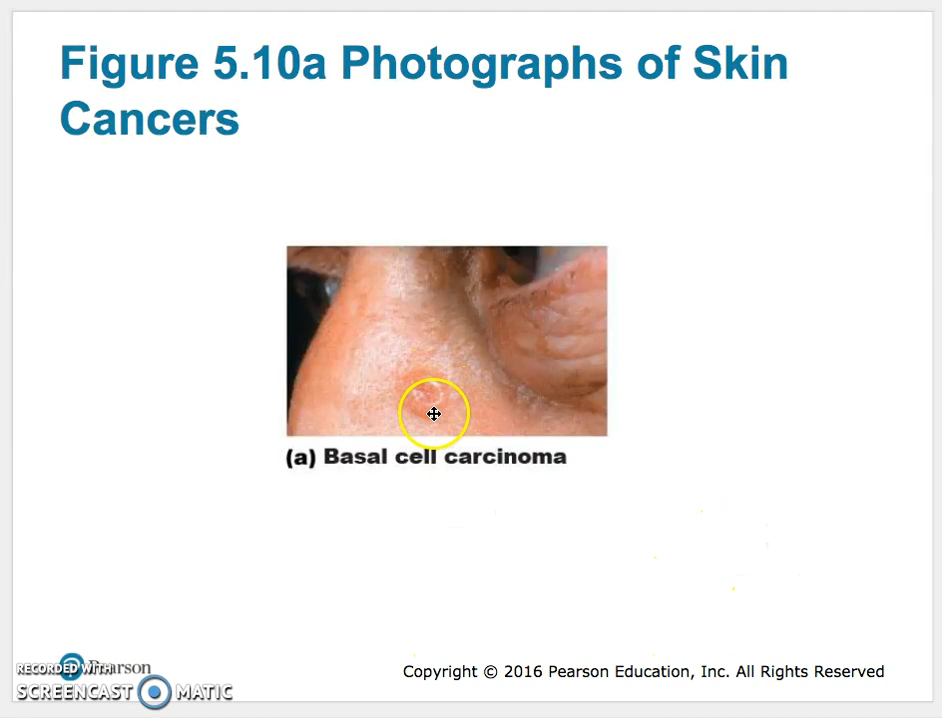 Figure 5.10a Photographs of Skin
Cancers
(a) Basal cell carcinoma
RECORDED WITH
Pearson
SCREENCAST MATIC
Copyright © 2016 Pearson Education, Inc. All Rights Reserved